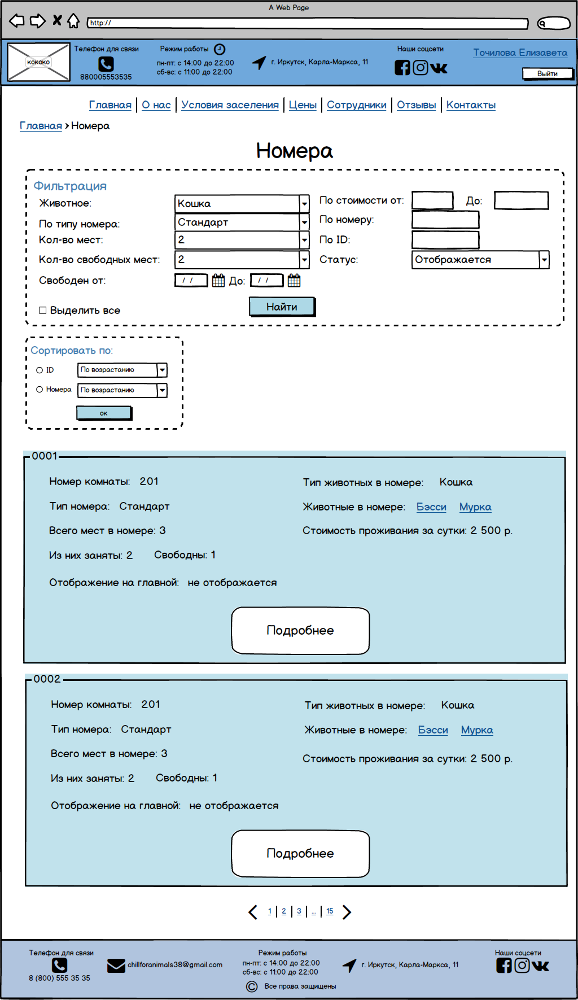 A Web Page
http://
кококо
Телефон для связи
880005553535
Режим работы
пн-пт: с 14:00 до 22:00
сб-вс: с 11:00 до 22:00
г. Иркутск, Карла-Маркса, 11
Наши соцсети
Точилова Елизавета
Выйти
Главная | О нас | Условия заселения | Цены | Сотрудники | Отзывы | Контакты
Главная > Номера
Номера
Фильтрация
Животное: Кошка По стоимости от: До:
По типу номера: Стандарт По номеру:
Кол-во мест: 2 По ID:
Кол-во свободных мест: 2 Статус: Отображается
Свободен от: / / До: / /
Выделить все
Найти
Сортировать по:
ID По возрастанию
Номера По возрастанию
ок
0001
Номер комнаты: 201 Тип животных в номере: Кошка
Тип номера: Стандарт Животные в номере: Бэсси Мурка
Всего мест в номере: 3 Стоимость проживания за сутки: 2 500 р.
Из них заняты: 2 Свободны: 1
Отображение на главной: не отображается
Подробнее
0002
Номер комнаты: 201 Тип животных в номере: Кошка
Тип номера: Стандарт Животные в номере: Бэсси Мурка
Всего мест в номере: 3 Стоимость проживания за сутки: 2 500 р.
Из них заняты: 2 Свободны: 1
Отображение на главной: не отображается
Подробнее
1 | 2 | 3 | ... | 15
Телефон для связи
8 (800) 555 35 35
chillforanimals38@gmail.com
Режим работы
пн-пт: с 14:00 до 22:00
сб-вс: с 11:00 до 22:00
© Все права защищены
г. Иркутск, Карла-Маркса, 11
Наши соцсети